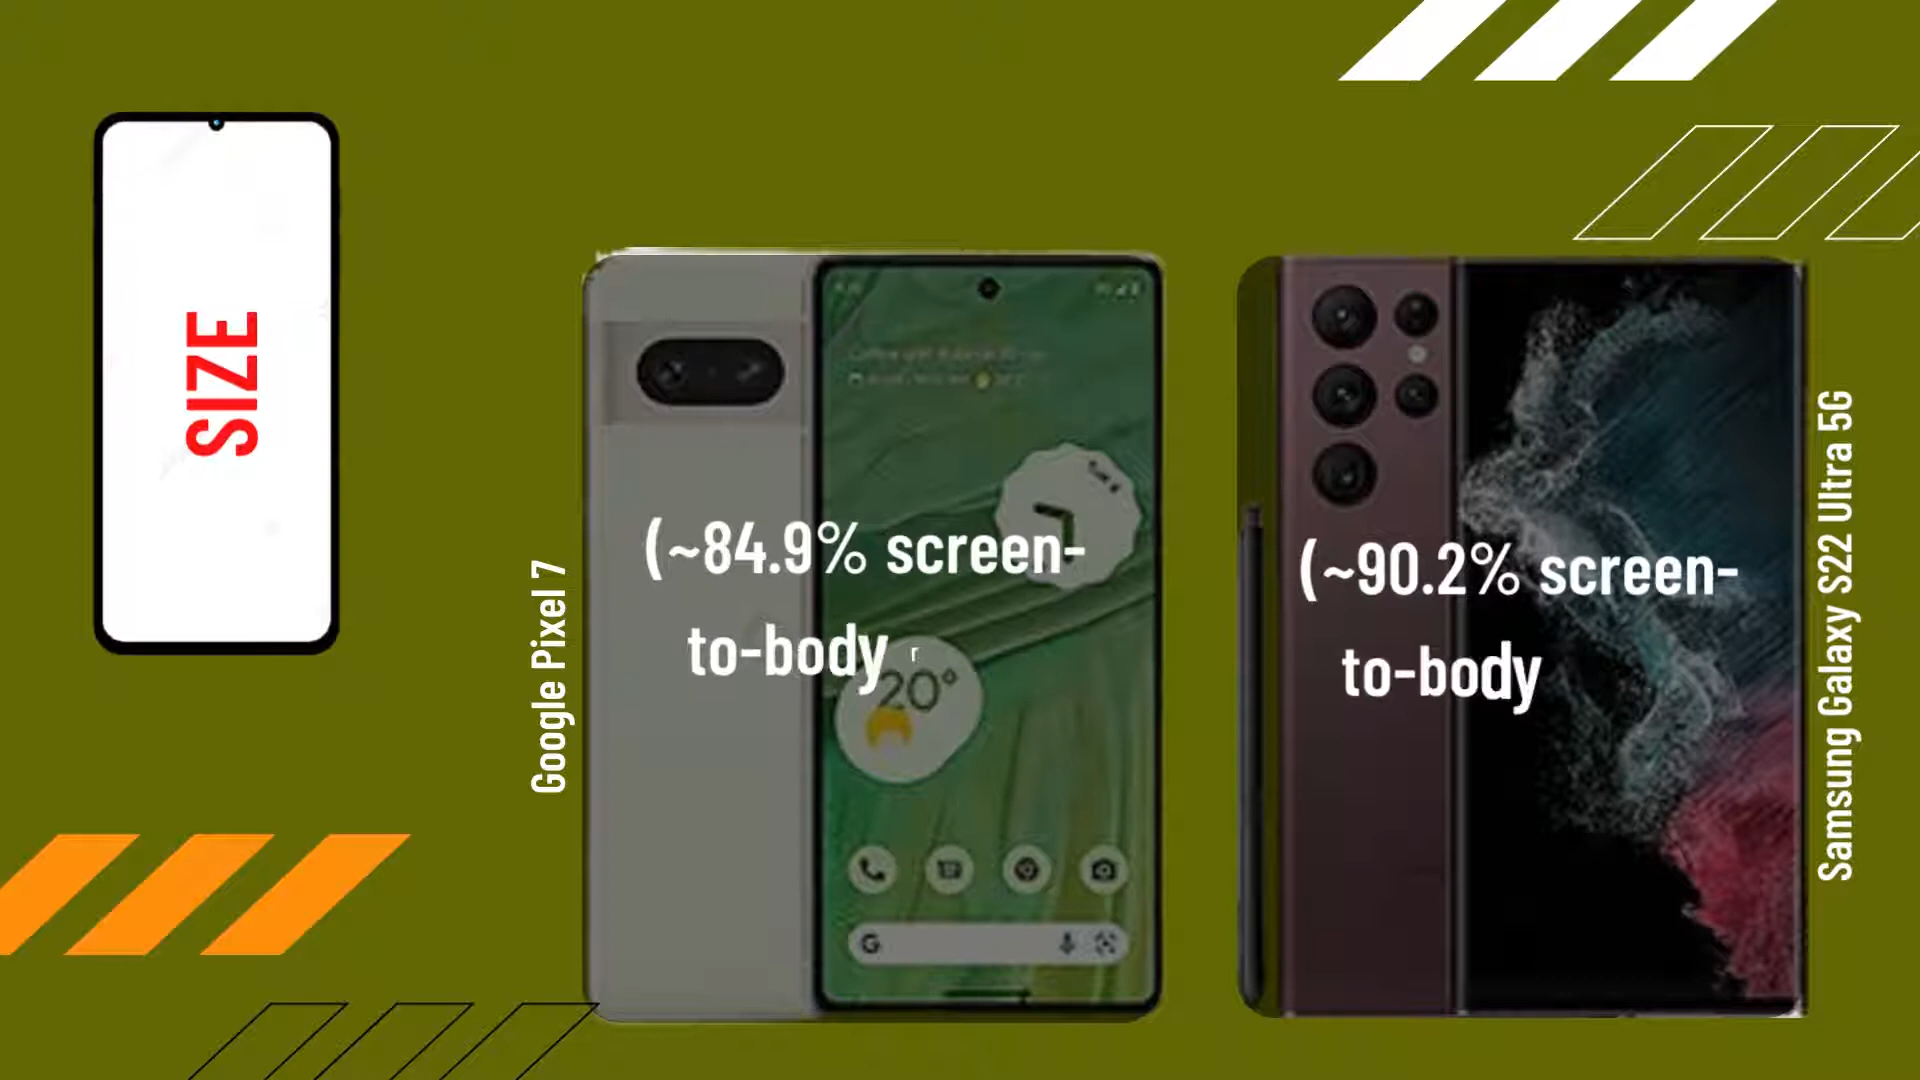 SIZE
Google Pixel 7
(~84.9% screen-
to-body r
20°
G
(~90.2% screen-
to-body
Samsung Galaxy S22 Ultra 5G